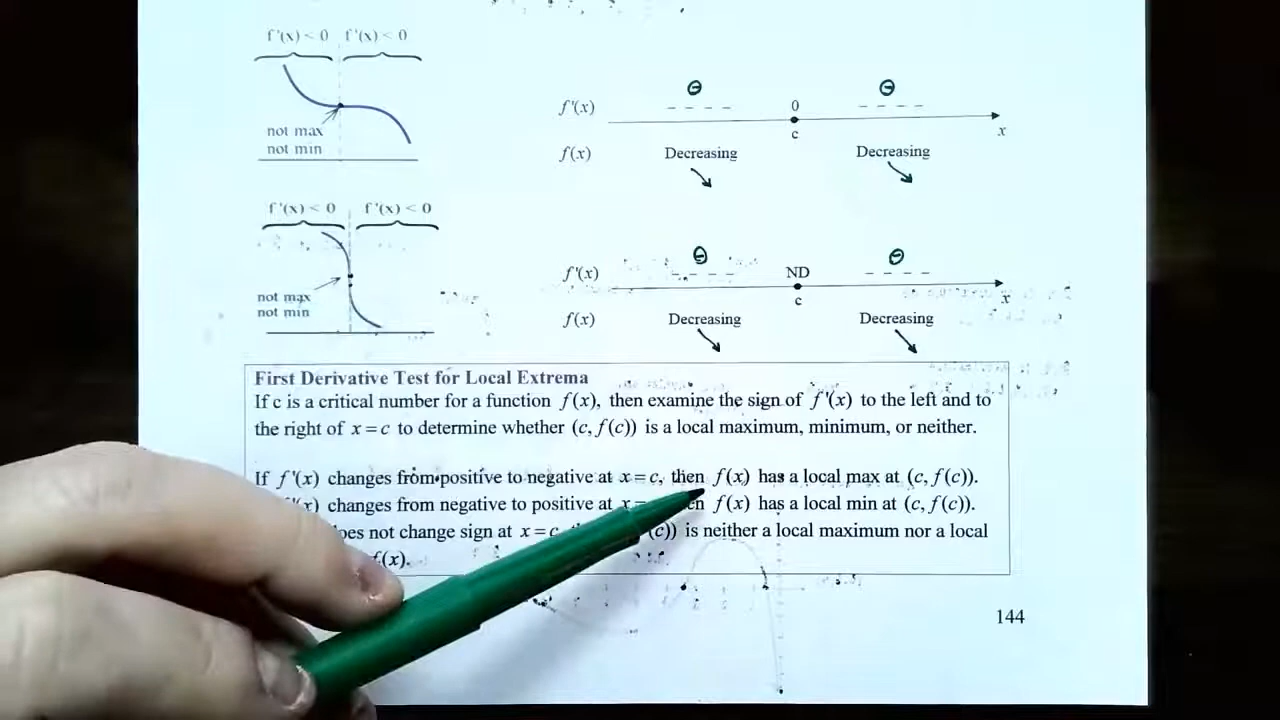 f'(x) < 0 f'(x) < 0
not max
not min
f'(x) ⊖ − − − − 0 ⊖ − − − −
c x
f(x) Decreasing Decreasing
f'(x) < 0 f'(x) < 0
not max
not min
f'(x) ⊖ − − − − ND ⊖ − − − −
c x
f(x) Decreasing Decreasing
First Derivative Test for Local Extrema
If c is a critical number for a function f(x), then examine the sign of f'(x) to the left and to
the right of x = c to determine whether (c, f(c)) is a local maximum, minimum, or neither.
If f'(x) changes from positive to negative at x = c, then f(x) has a local max at (c, f(c)).
changes from negative to positive at f(x) has a local min at (c, f(c)).
not change sign at x = c is neither a local maximum nor a local
f(x).
144